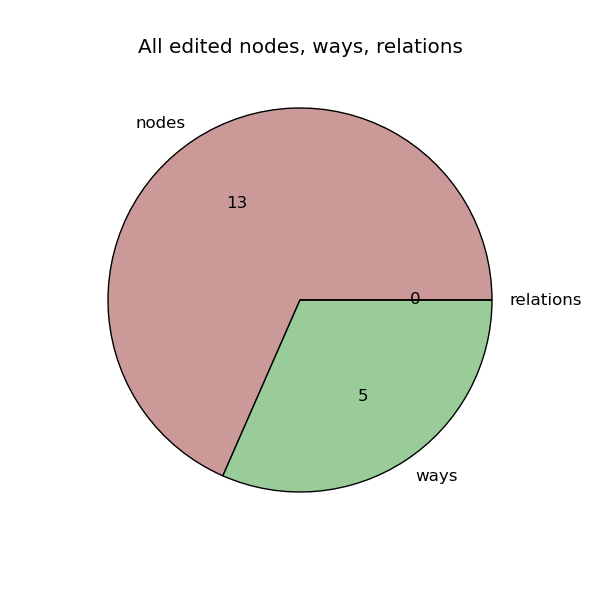 All edited nodes, ways, relations
nodes
13
0
relations
5
ways